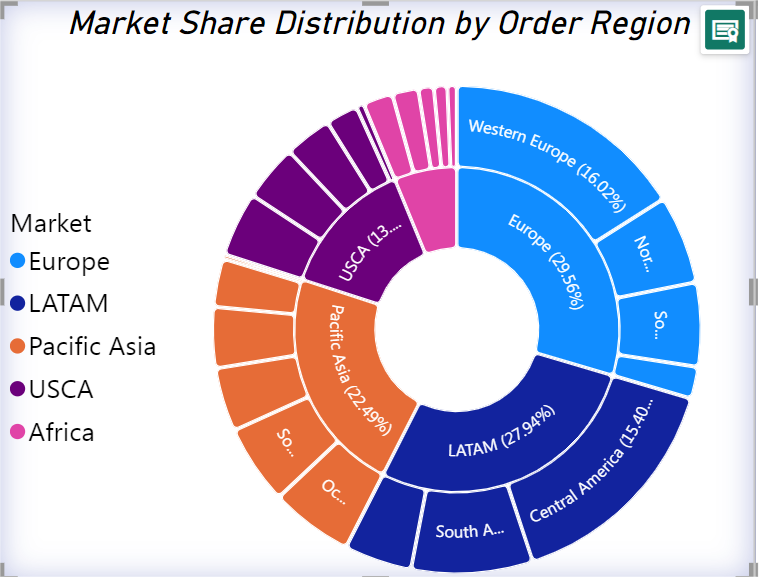 Market Share Distribution by Order Region
Market
Europe
LATAM
Pacific Asia
USCA
Africa
Western Europe (16.02%)
Nor...
So...
Europe (29.56%)
LATAM (27.94%)
Central America (15.40...
South A...
Pacific Asia (22.49%)
Oc...
So...
USCA (13....